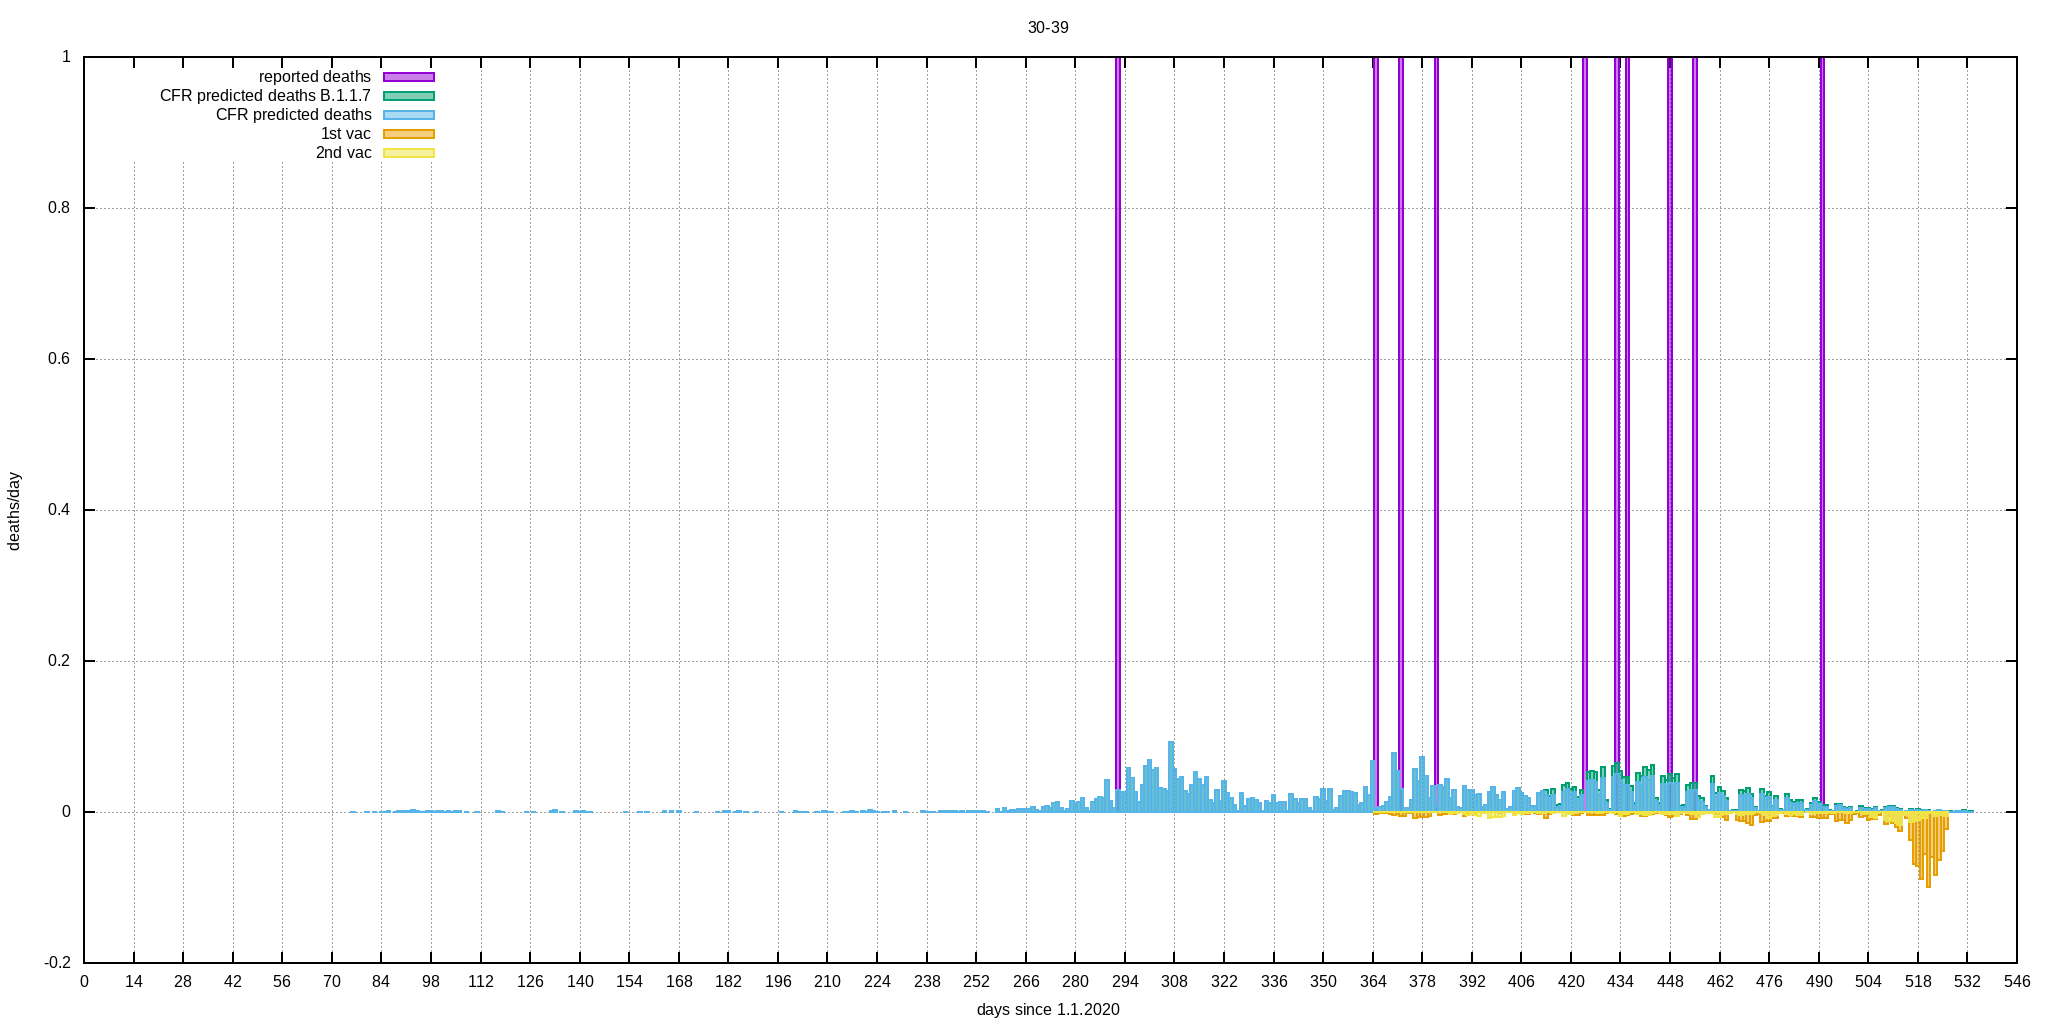 30-39
1
reported deaths
CFR predicted deaths B.1.1.7
CFR predicted deaths
1st vac
2nd vac
0.8
0.6
0.4
0.2
0
-0.2
deaths/day
0 14 28 42 56 70 84 98 112 126 140 154 168 182 196 210 224 238 252 266 280 294 308 322 336 350 364 378 392 406 420 434 448 462 476 490 504 518 532 546
days since 1.1.2020